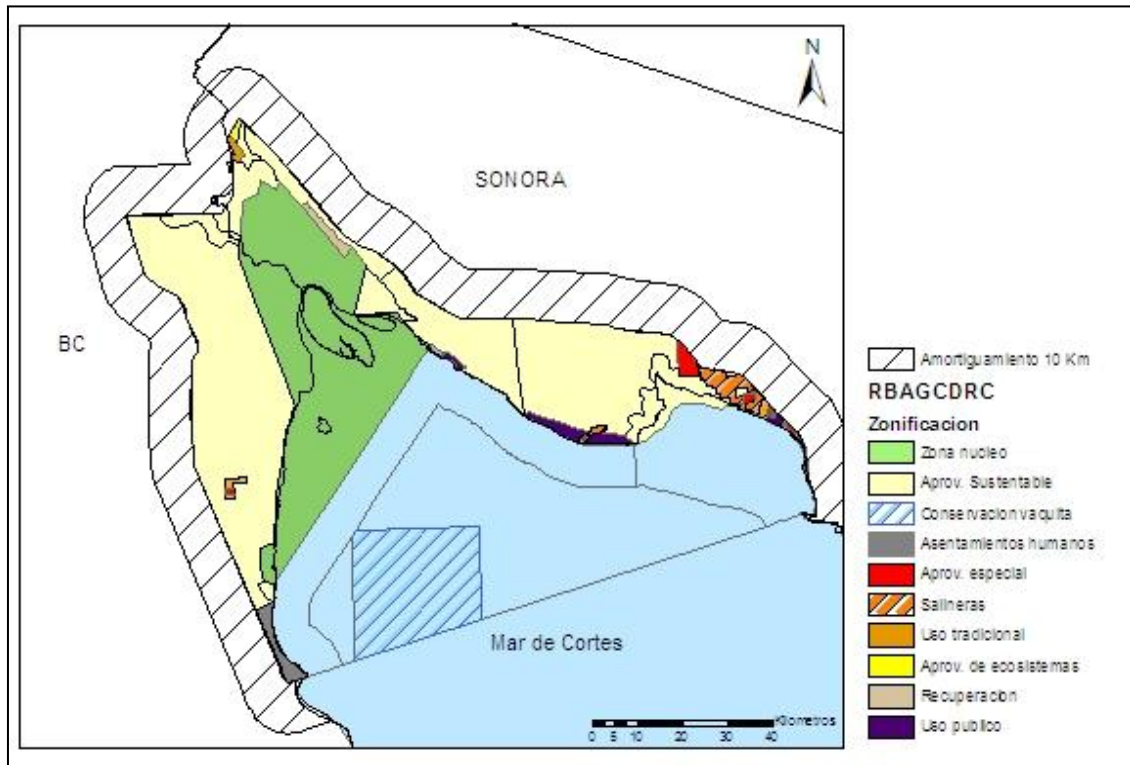 N
SONORA
BC
Mar de Cortes
Kilometros
0 5 10 20 30 40
Amortiguamiento 10 Km
RBAGCDRC
Zonificacion
Zona nucleo
Aprov. Sustentable
Conservacion vaquita
Asentamientos humanos
Aprov. especial
Salineras
Uso tradicional
Aprov. de ecosistemas
Recuperacion
Uso publico